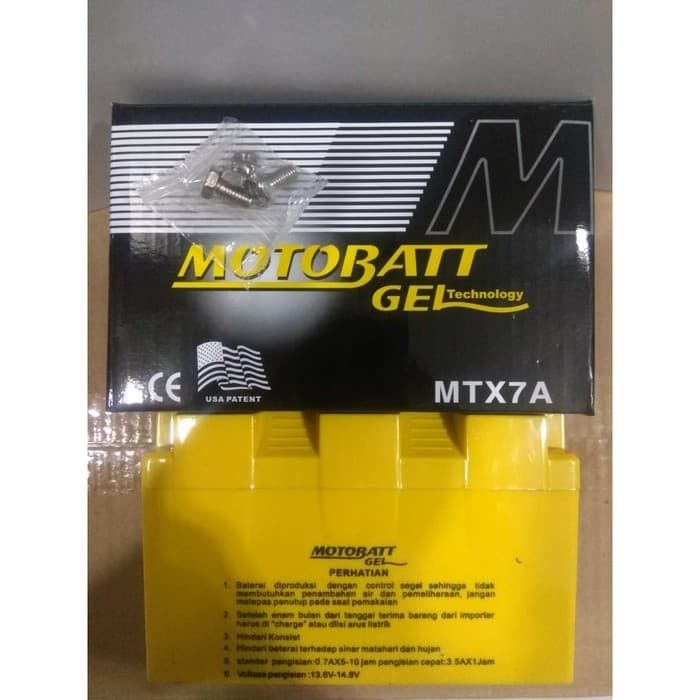 M
MOTOBATT
GEL Technology
CE
USA PATENT
MTX7A
MOTOBATT
GEL
PERHATIAN
1. Baterai diproduksi dengan control segel sehingga tidak
membutuhkan penambahan air dan pemeliharaan, jangan
melepas penutup pada saat pemakaian
2. Setelah enam bulan dari tanggal terima barang dari importer
harus di "charge" atau diisi arus listrik
3. Hindari Konslet
4. Hindari baterai terhadap sinar matahari dan hujan
5. standar pengisian:0.7AX5-10 jam pengisian cepat:3.5AX1Jam
6. Voltase pengisian:13.6V-14.8V